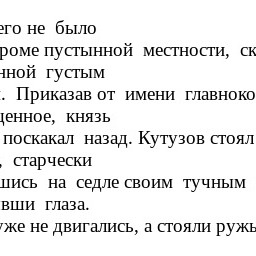 его не было
роме пустынной местности, ск
нной густым
. Приказав от имени главноко
щенное, князь
поскакал назад. Кутузов стоял
, старчески
шись на седле своим тучным
вши глаза.
уже не двигались, а стояли ружь